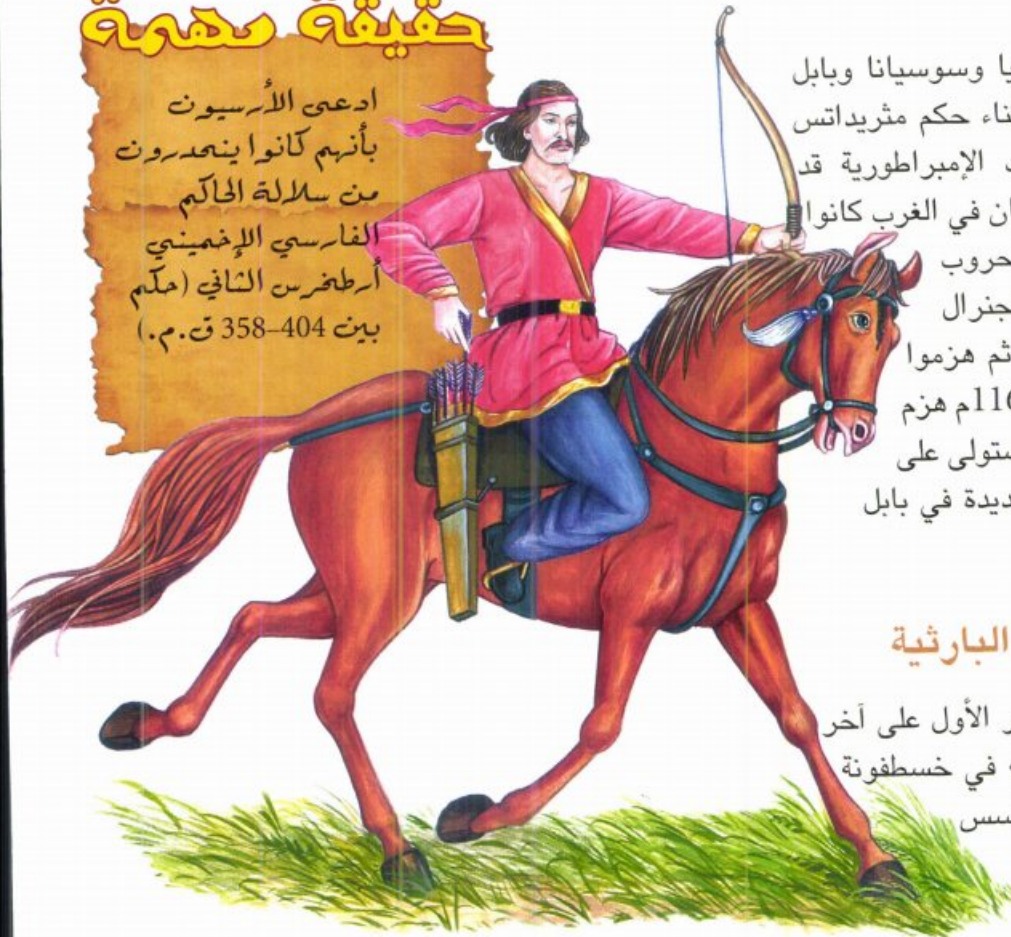 حقيقة مهمة
ادعى الأرسيون
بأنهم كانوا ينحدرون
من سلالة الحاكم
الفارسي الإخميني
أرطخرس الثاني (حكم
بين 404–358 ق.م.)
يا وسوسيانا وبابل
ناء حكم مثريداتس
الإمبراطورية قد
ان في الغرب كانوا
حروب
جنرال
ثم هزموا
116م هزم
ستولى على
ديدة في بابل
البارثية
الأول على آخر
في خسطفونة
سس